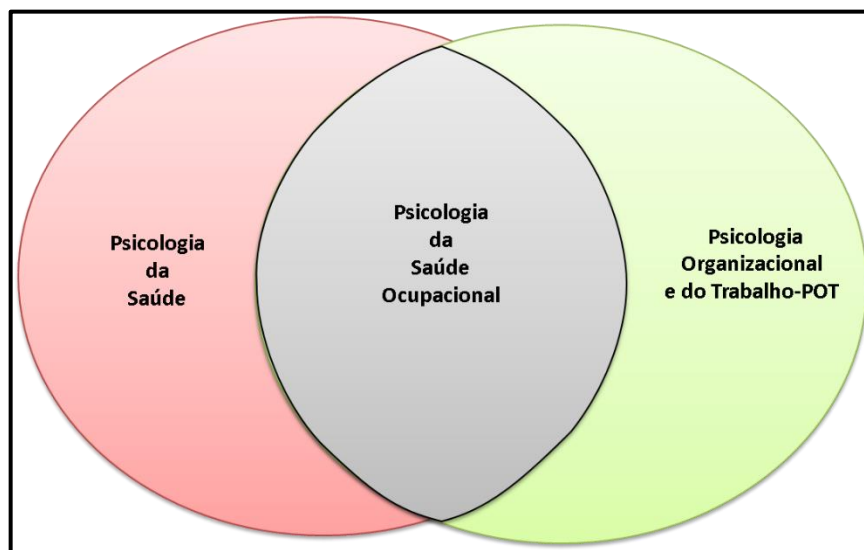 Psicologia
da
Saúde
Psicologia
da
Saúde
Ocupacional
Psicologia
Organizacional
e do Trabalho-POT